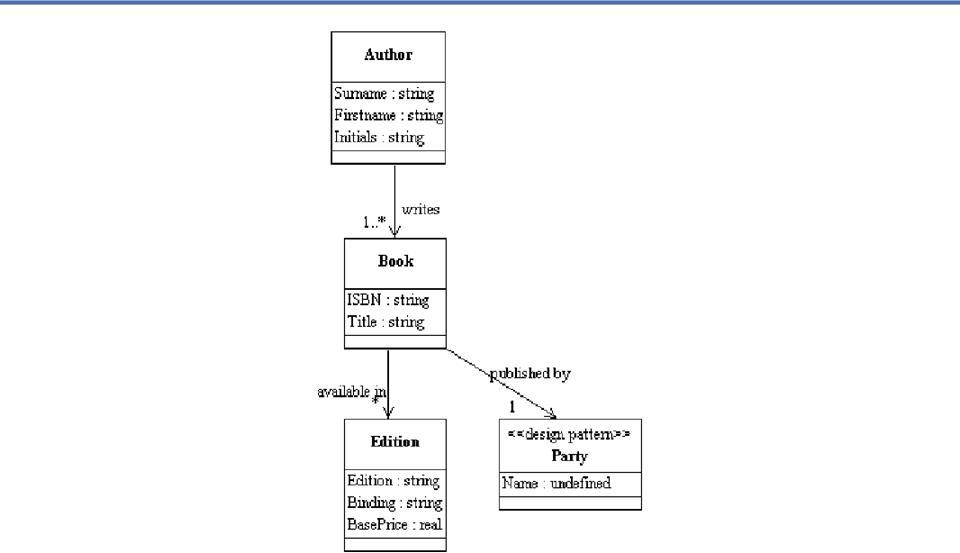 Author
Surname : string
Firstname : string
Initials : string
writes
1..*
Book
ISBN : string
Title : string
available in
*
published by
1
Edition
Edition : string
Binding : string
BasePrice : real
<<design pattern>>
Party
Name : undefined